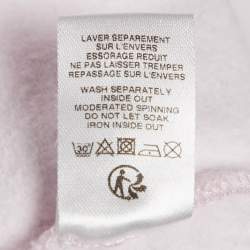 LAVER SEPAREMENT
SUR L'ENVERS
ESSORAGE REDUIT
NE PAS LAISSER TREMPER
REPASSAGE SUR L'ENVERS
WASH SEPARATELY
INSIDE OUT
MODERATED SPINNING
DO NOT LET SOAK
IRON INSIDE OUT
30°